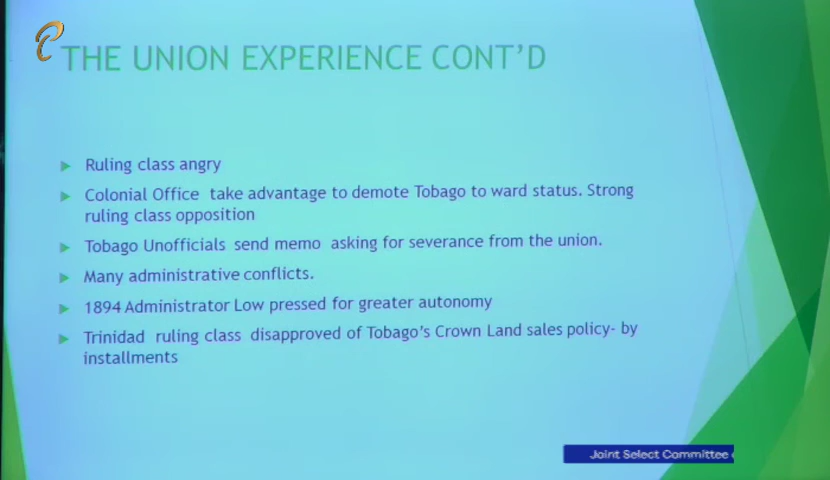 THE UNION EXPERIENCE CONT'D
Ruling class angry
Colonial Office take advantage to demote Tobago to ward status. Strong
ruling class opposition
Tobago Unofficials send memo asking for severance from the union.
Many administrative conflicts.
1894 Administrator Low pressed for greater autonomy
Trinidad ruling class disapproved of Tobago's Crown Land sales policy- by
installments
Joint Select Committee